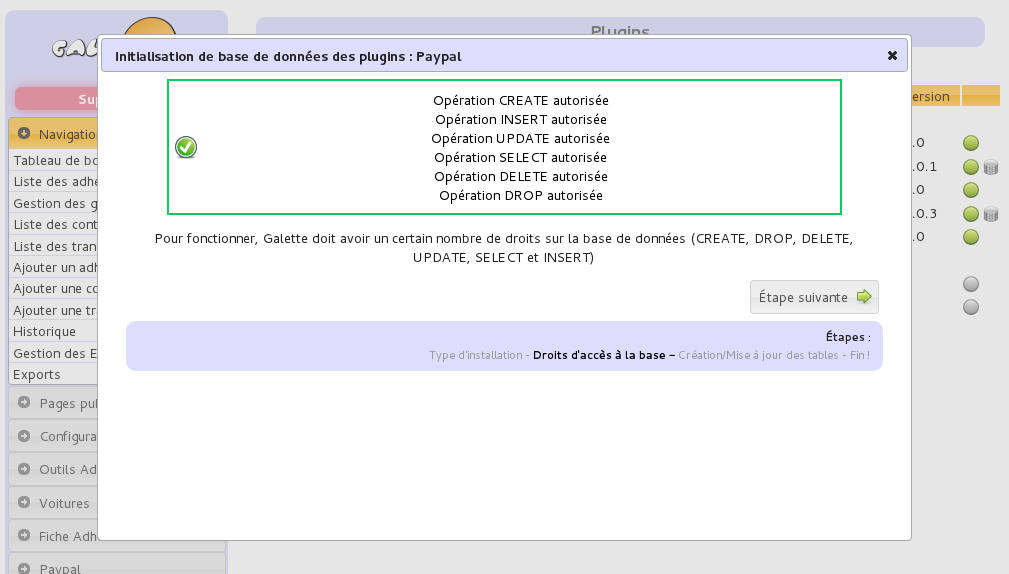 Plugins
Initialisation de base de données des plugins : Paypal
Opération CREATE autorisée
Opération INSERT autorisée
Opération UPDATE autorisée
Opération SELECT autorisée
Opération DELETE autorisée
Opération DROP autorisée
Pour fonctionner, Galette doit avoir un certain nombre de droits sur la base de données (CREATE, DROP, DELETE,
UPDATE, SELECT et INSERT)
Étape suivante
Étapes :
Type d'installation - Droits d'accès à la base – Création/Mise à jour des tables - Fin !
GAL
Su
Navigatio
Tableau de bo
Liste des adhé
Gestion des g
Liste des cont
Liste des tran
Ajouter un adh
Ajouter une co
Ajouter une tr
Historique
Gestion des E
Exports
Pages pu
Configura
Outils Ad
Voitures
Fiche Adh
Paypal
ersion
.0
.0.1
.0
.0.3
.0